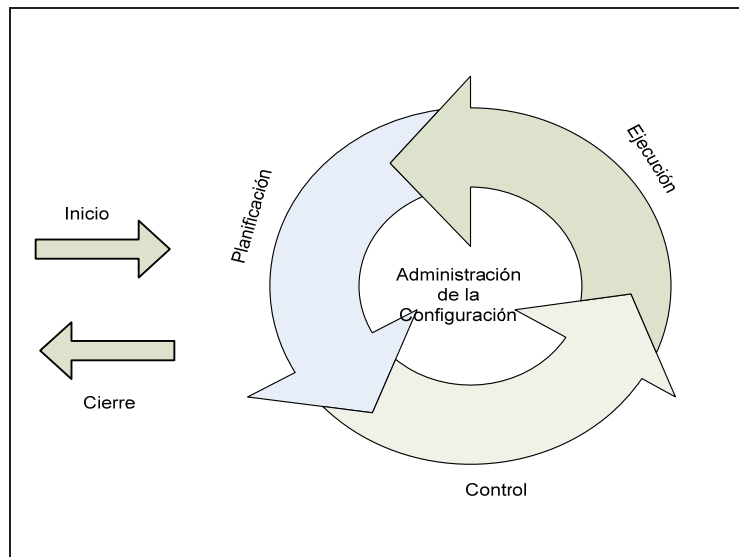 Inicio
Cierre
Planificación
Administración
de la
Configuración
Ejecución
Control